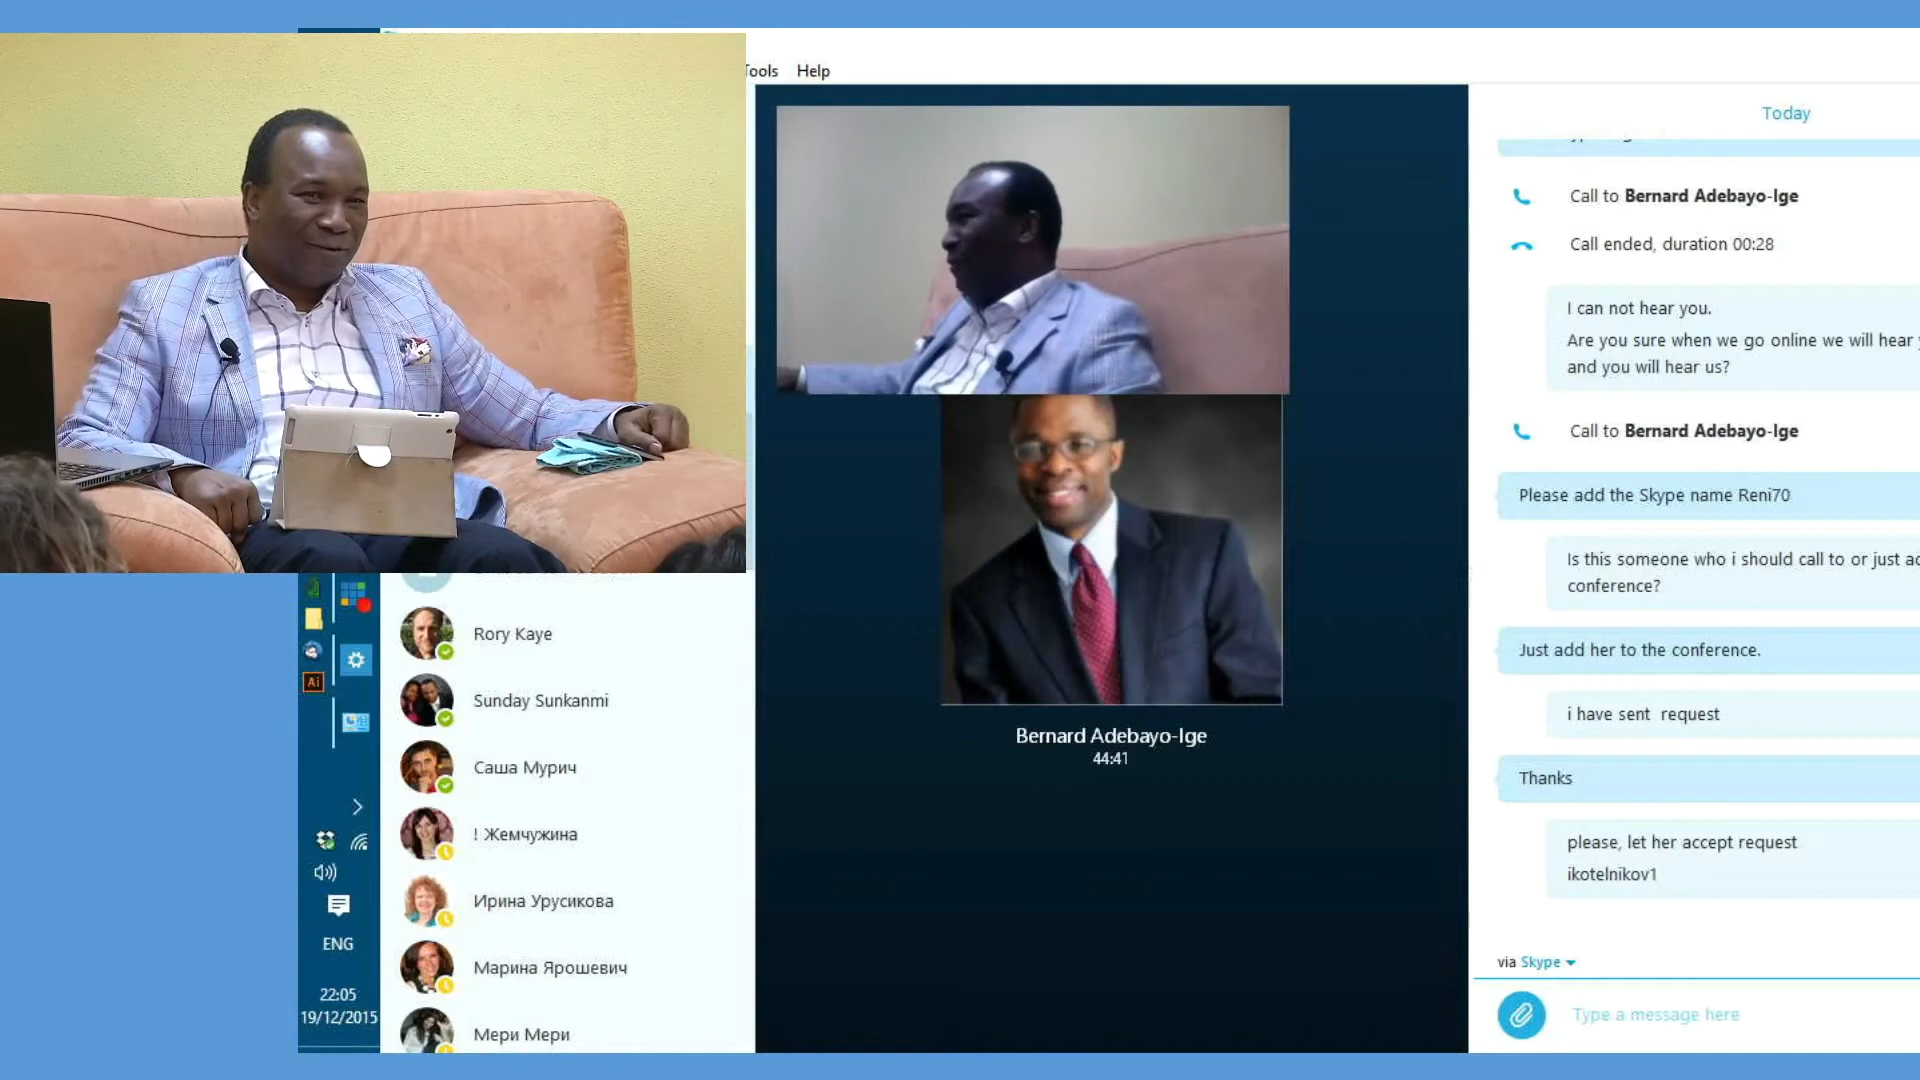 Tools Help
Today
Call to Bernard Adebayo-Ige
Call ended, duration 00:28
I can not hear you.
Are you sure when we go online we will hear
and you will hear us?
Call to Bernard Adebayo-Ige
Please add the Skype name Reni70
Is this someone who i should call to or just
conference?
Just add her to the conference.
i have sent request
Thanks
please, let her accept request
ikotelnikov1
via Skype
Type a message here
Bernard Adebayo-Ige
44:41
Rory Kaye
Sunday Sunkanmi
Саша Мурич
! Жемчужина
Ирина Урусикова
Марина Ярошевич
Мери Мери
Ai
ENG
22:05
19/12/2015